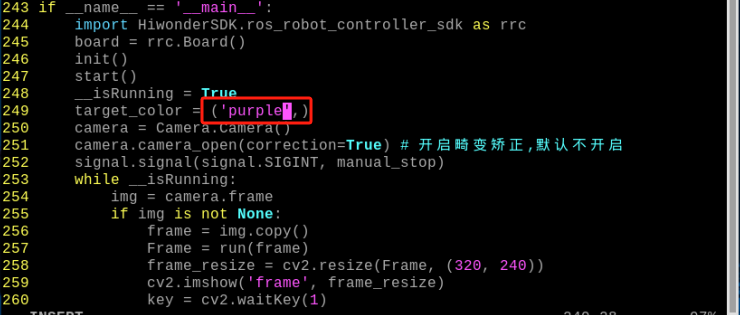 243 if __name__ == '__main__':
244     import HiwonderSDK.ros_robot_controller_sdk as rrc
245     board = rrc.Board()
246     init()
247     start()
248     __isRunning = True
249     target_color = ('purple',)
250     camera = Camera.Camera()
251     camera.camera_open(correction=True) # 开启畸变矫正,默认不开启
252     signal.signal(signal.SIGINT, manual_stop)
253     while __isRunning:
254         img = camera.frame
255         if img is not None:
256             frame = img.copy()
257             Frame = run(frame)
258             frame_resize = cv2.resize(Frame, (320, 240))
259             cv2.imshow('frame', frame_resize)
260             key = cv2.waitKey(1)